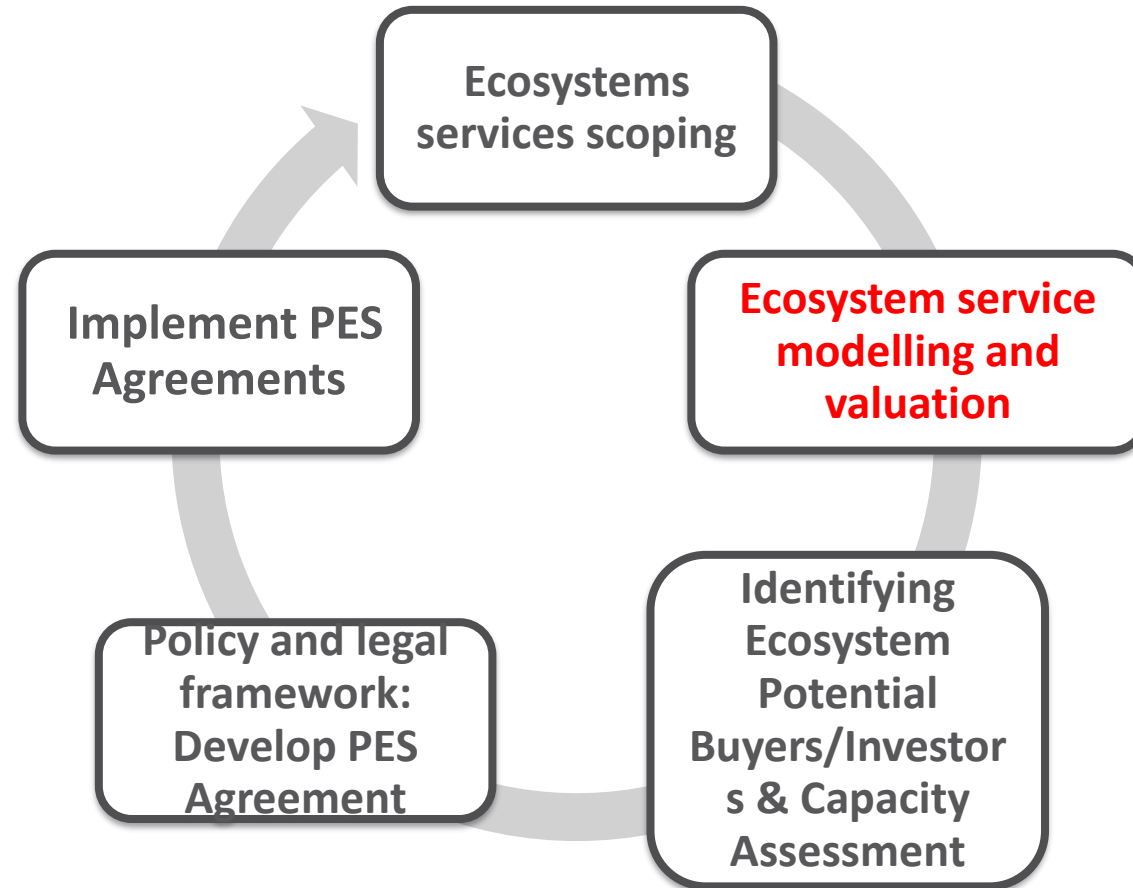 Ecosystems
services scoping
Ecosystem service
modelling and
valuation
Identifying
Ecosystem
Potential
Buyers/Investor
s & Capacity
Assessment
Policy and legal
framework:
Develop PES
Agreement
Implement PES
Agreements